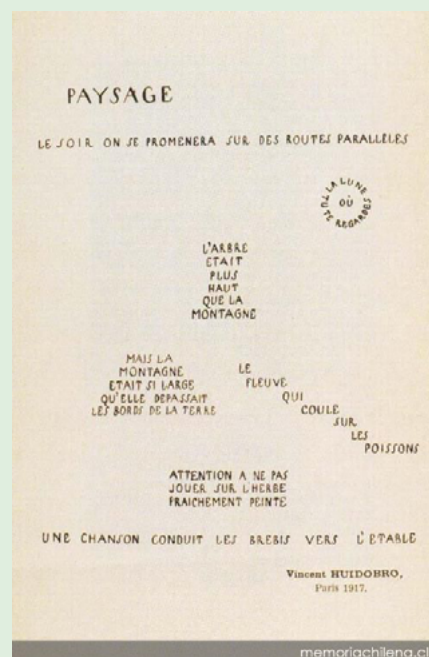 PAYSAGE
LE SOIR ON SE PROMENERA SUR DES ROUTES PARALLÈLES
LA LUNE
OÙ
TU TE REGARDES
L'ARBRE
ETAIT
PLUS
HAUT
QUE LA
MONTAGNE
MAIS LA
MONTAGNE
ETAIT SI LARGE
QU'ELLE DEPASSAIT
LES BORDS DE LA TERRE
LE
FLEUVE
QUI
COULE
SUR
LES
POISSONS
ATTENTION A NE PAS
JOUER SUR L'HERBE
FRAICHEMENT PEINTE
UNE CHANSON CONDUIT LES BREBIS VERS L'ETABLE
Vincent HUIDOBRO,
Paris 1917.
memoriachilena.cl